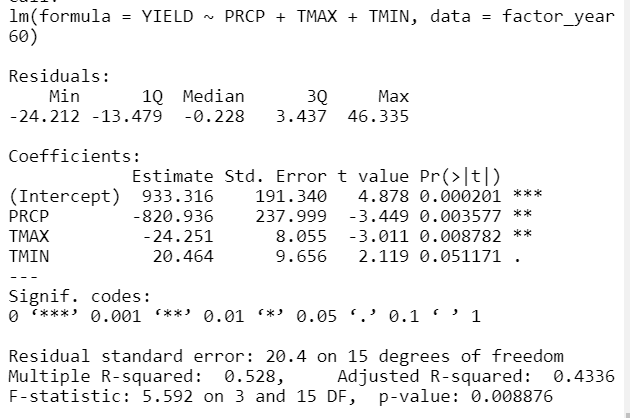 lm(formula = YIELD ~ PRCP + TMAX + TMIN, data = factor_year
60)
Residuals:
    Min      1Q  Median      3Q     Max
-24.212 -13.479  -0.228   3.437  46.335
Coefficients:
            Estimate Std. Error t value Pr(>|t|)
(Intercept)  933.316    191.340   4.878 0.000201 ***
PRCP        -820.936    237.999  -3.449 0.003577 **
TMAX         -24.251      8.055  -3.011 0.008782 **
TMIN          20.464      9.656   2.119 0.051171 .
---
Signif. codes:
0 ‘***’ 0.001 ‘**’ 0.01 ‘*’ 0.05 ‘.’ 0.1 ‘ ’ 1
Residual standard error: 20.4 on 15 degrees of freedom
Multiple R-squared:  0.528,	Adjusted R-squared:  0.4336
F-statistic: 5.592 on 3 and 15 DF,  p-value: 0.008876